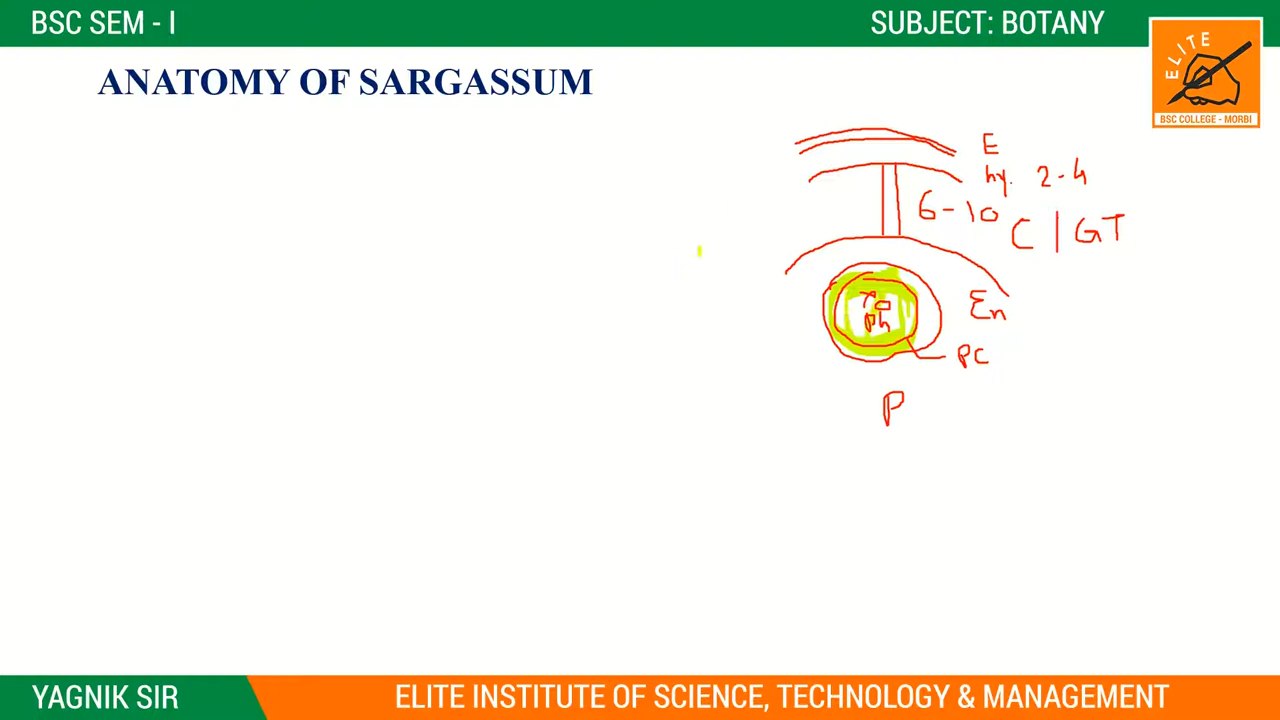 BSC SEM - I
SUBJECT: BOTANY
ELITE
BSC COLLEGE - MORBI
ANATOMY OF SARGASSUM
E
hy. 2-4
6-10
C | GT
En
Ph
PC
P
YAGNIK SIR
ELITE INSTITUTE OF SCIENCE, TECHNOLOGY & MANAGEMENT